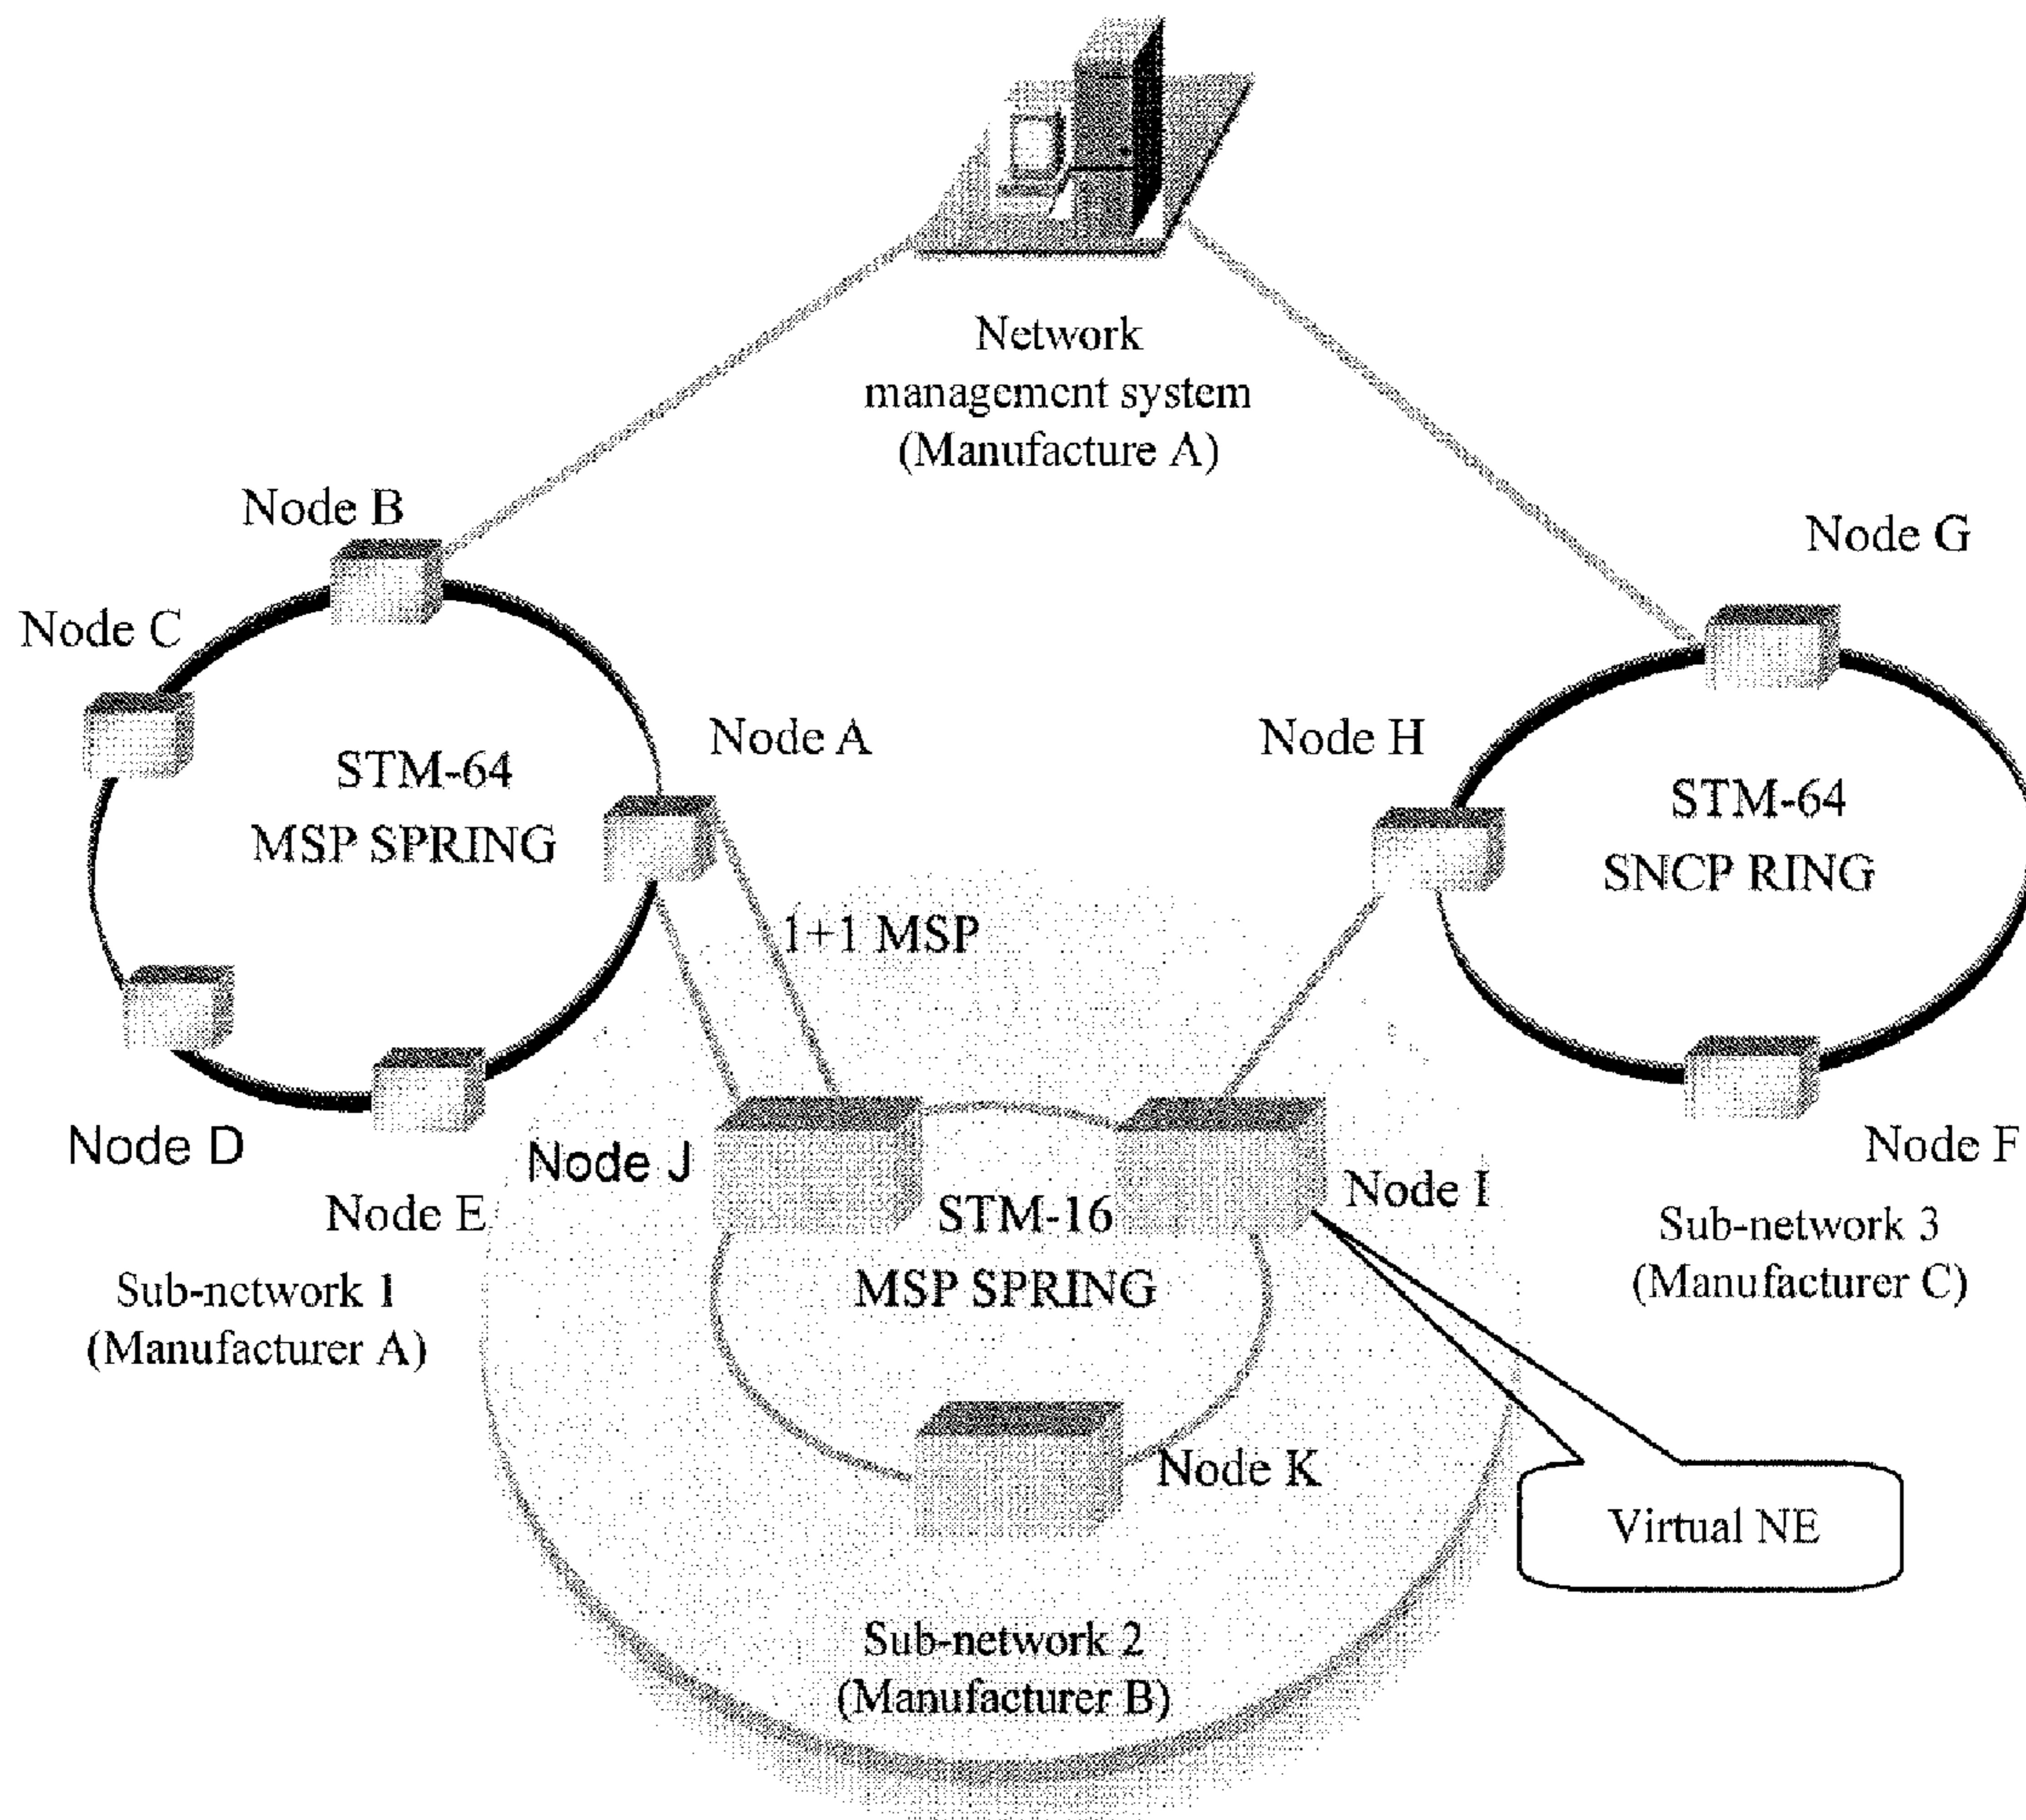 Network
management system
(Manufacture A)
Node B
Node G
Node C
Node A
Node H
STM-64
MSP SPRING
STM-64
SNCP RING
1+1 MSP
Node D
Node J
Node F
Node E
Node I
STM-16
MSP SPRING
Sub-network 1
(Manufacturer A)
Sub-network 3
(Manufacturer C)
Node K
Virtual NE
Sub-network 2
(Manufacturer B)